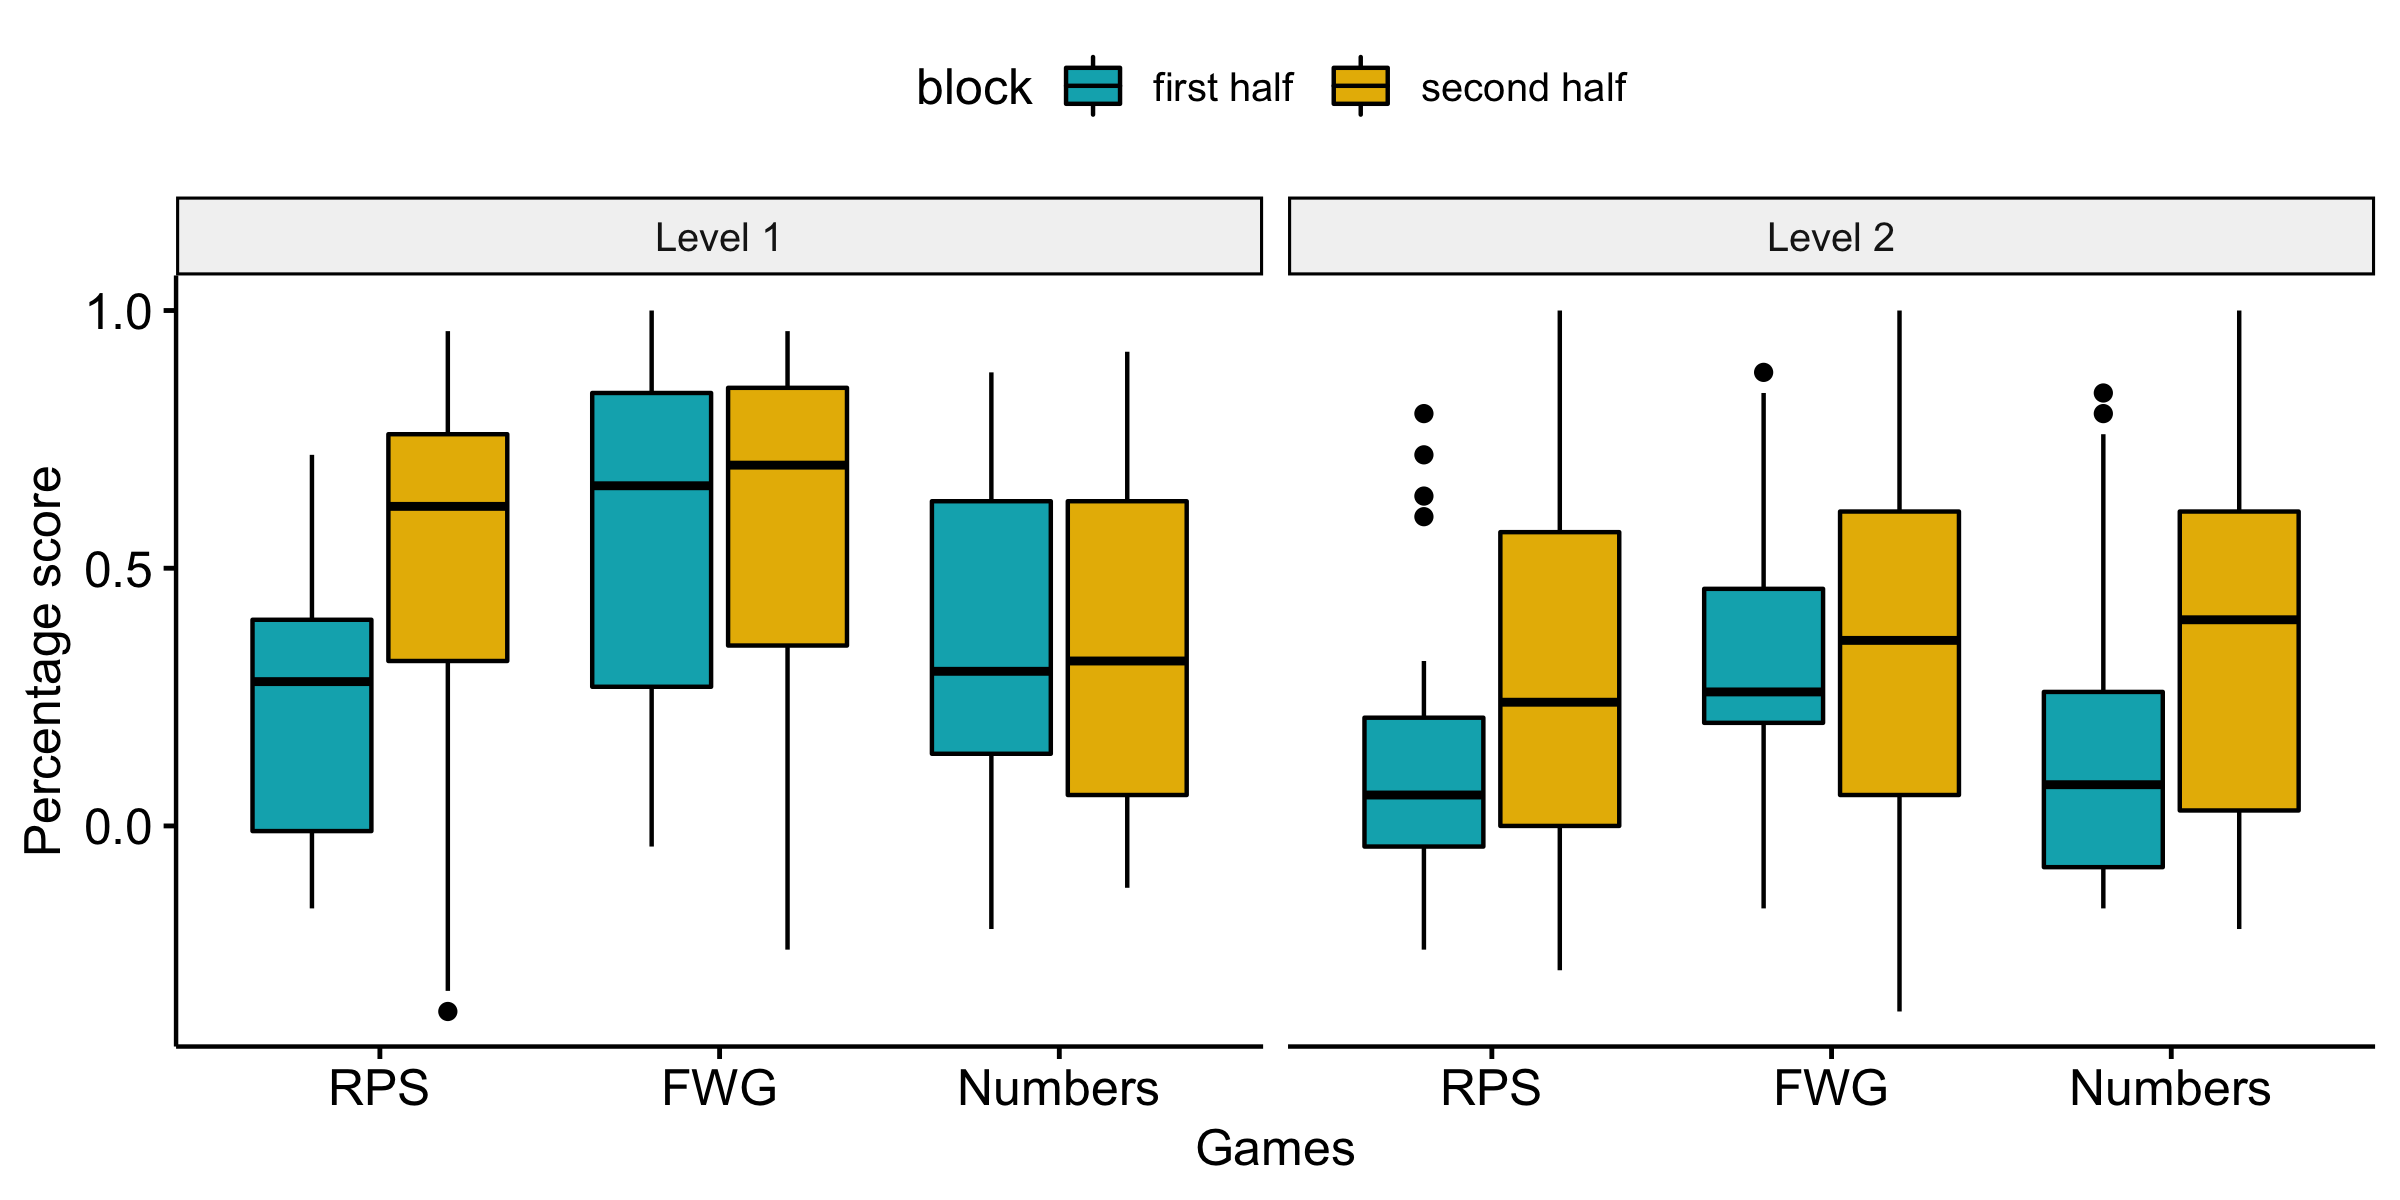 block first half second half
Level 1 Level 2
1.0
0.5
0.0
Percentage score
RPS FWG Numbers RPS FWG Numbers
Games